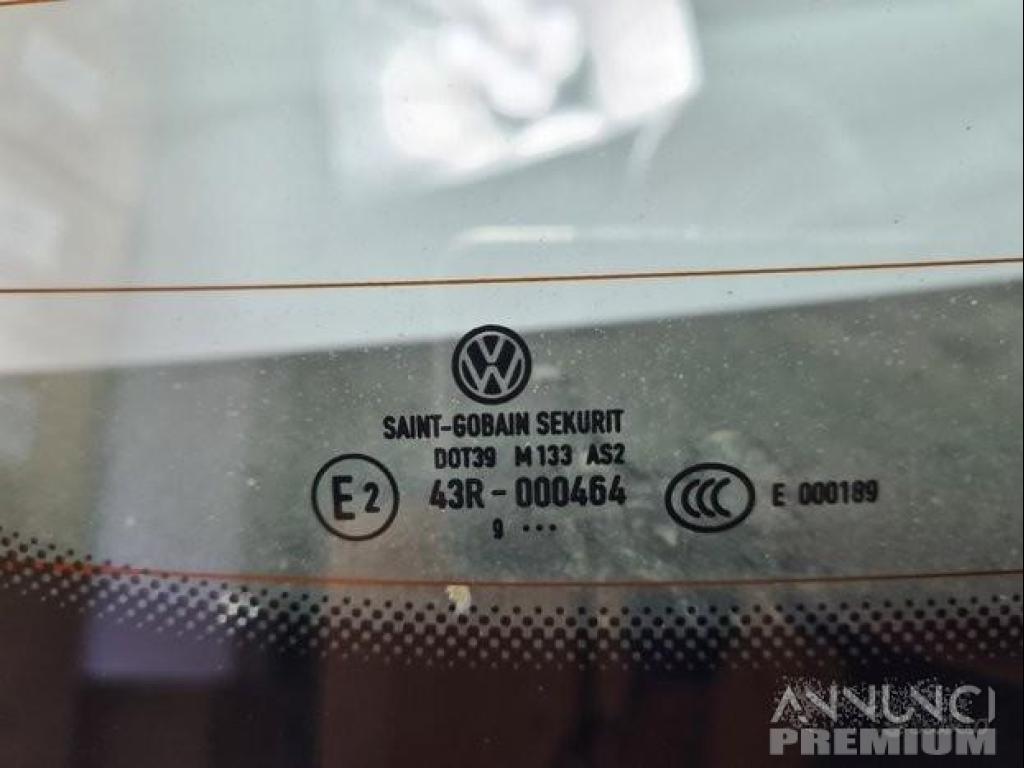 SAINT-GOBAIN SEKURIT
DOT39 M133 AS2
E2 43R-000464 CCC E 000189
9 ...
ANNUNCI
PREMIUM